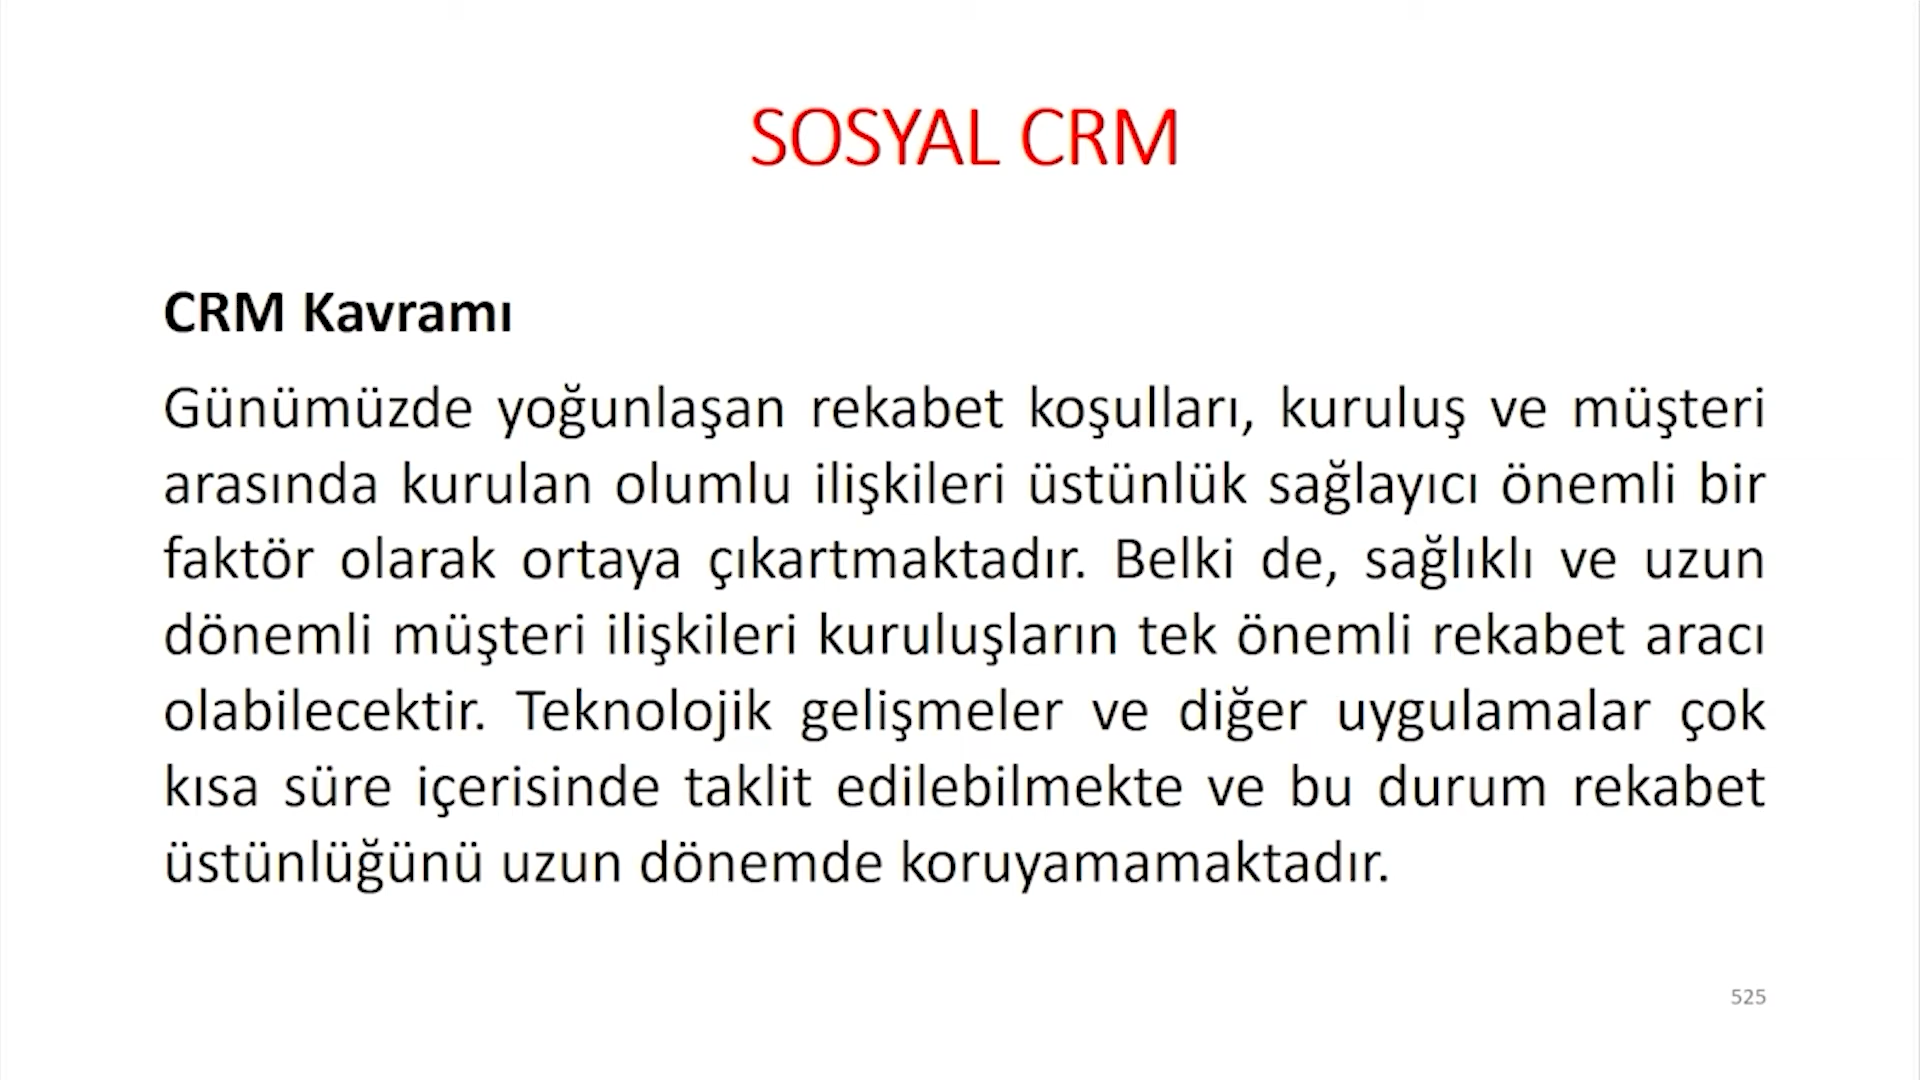 SOSYAL CRM
CRM Kavramı
Günümüzde yoğunlaşan rekabet koşulları, kuruluş ve müşteri
arasında kurulan olumlu ilişkileri üstünlük sağlayıcı önemli bir
faktör olarak ortaya çıkartmaktadır. Belki de, sağlıklı ve uzun
dönemli müşteri ilişkileri kuruluşların tek önemli rekabet aracı
olabilecektir. Teknolojik gelişmeler ve diğer uygulamalar çok
kısa süre içerisinde taklit edilebilmekte ve bu durum rekabet
üstünlüğünü uzun dönemde koruyamamaktadır.
525